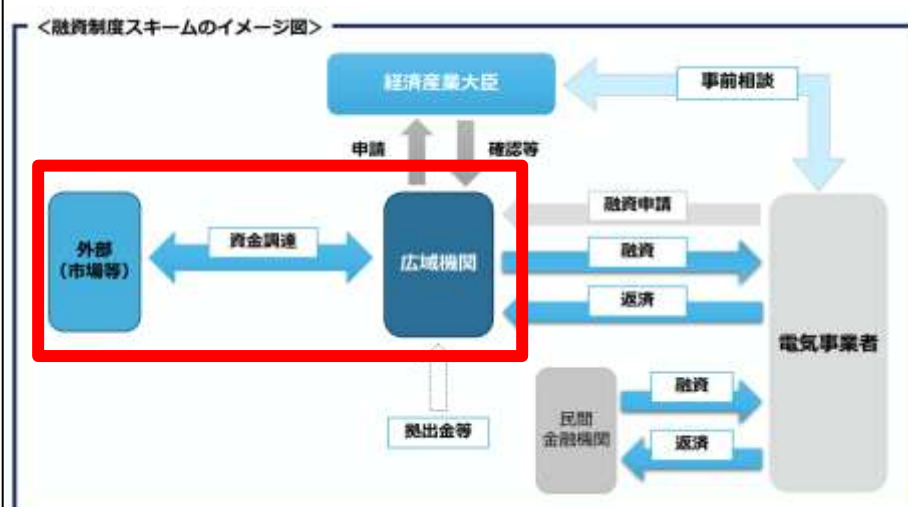 ＜融資制度スキームのイメージ図＞
経済産業大臣
事前相談
申請
確認等
融資申請
外部
（市場等）
資金調達
広域機関
融資
返済
電気事業者
拠出金等
民間
金融機関
融資
返済